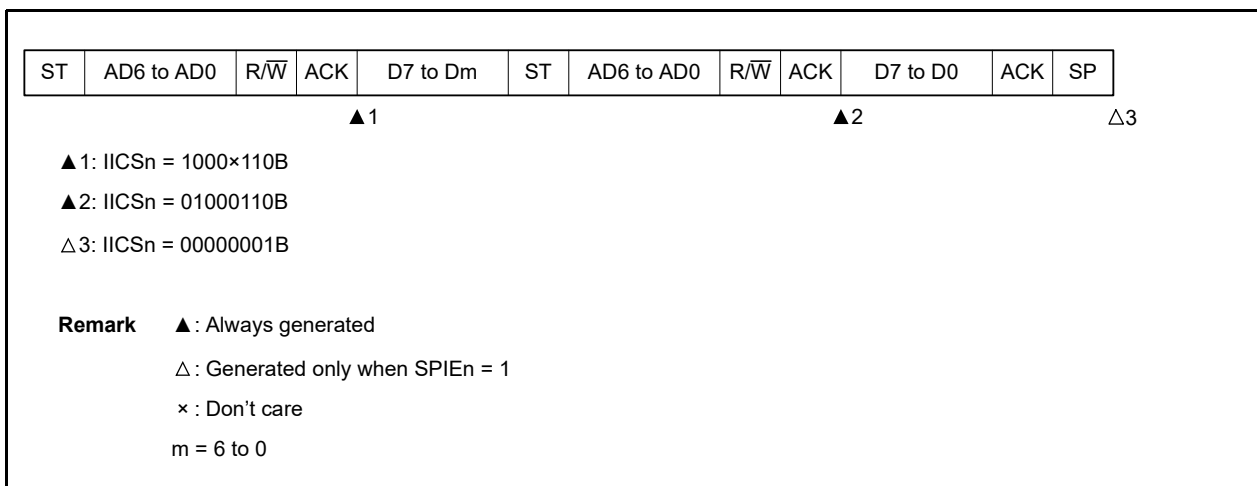 ST AD6 to AD0 R/W̅ ACK D7 to Dm ST AD6 to AD0 R/W̅ ACK D7 to D0 ACK SP
▲1 ▲2 △3
▲1: IICSn = 1000×110B
▲2: IICSn = 01000110B
△3: IICSn = 00000001B
Remark ▲: Always generated
△: Generated only when SPIEn = 1
×: Don't care
m = 6 to 0